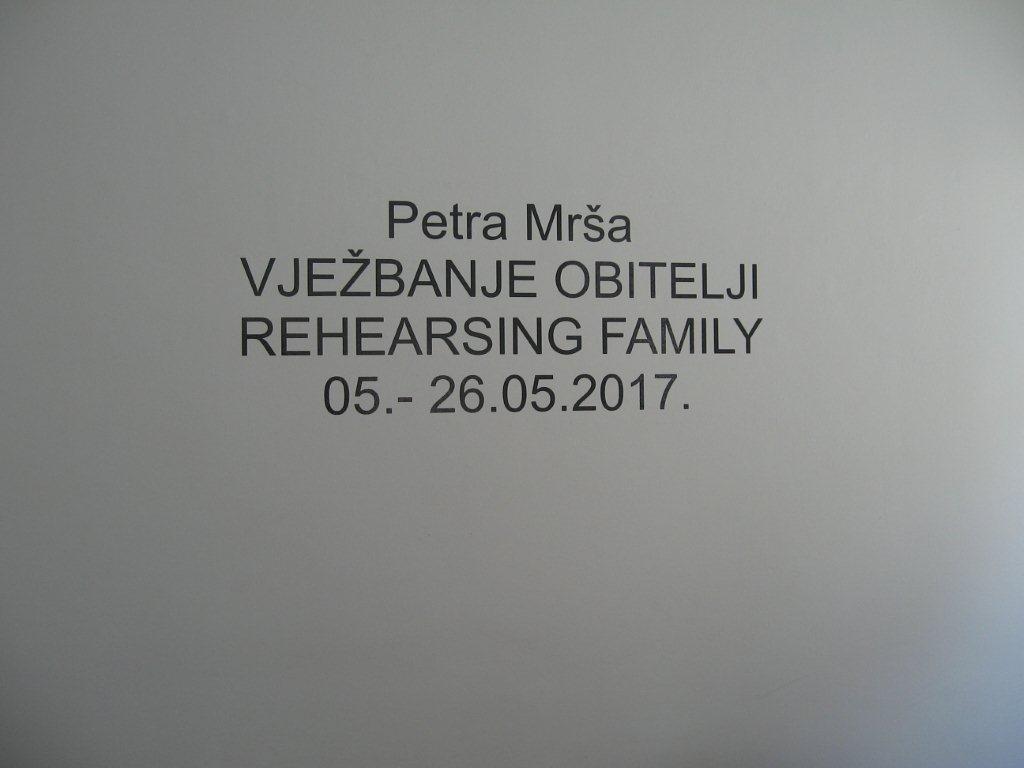 Petra Mrša
VJEŽBANJE OBITELJI
REHEARSING FAMILY
05.- 26.05.2017.